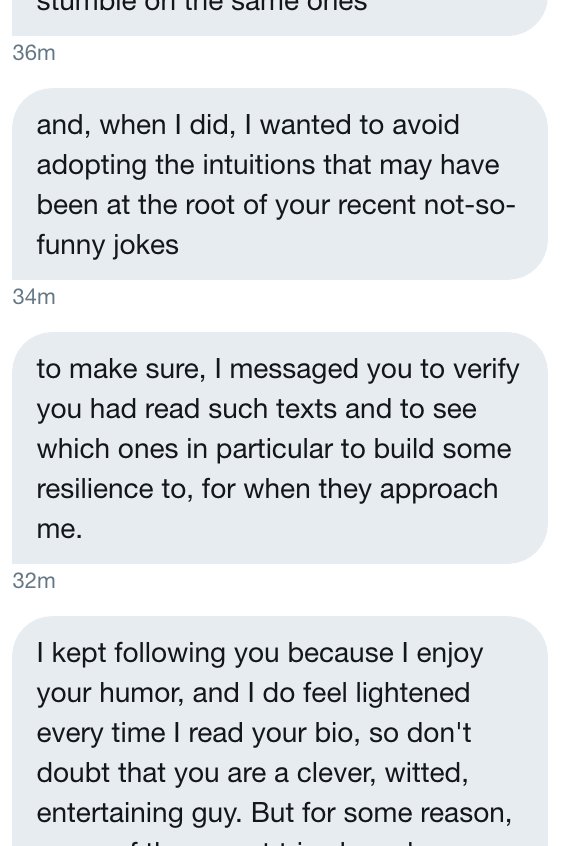 stumble on the same ones
36m
and, when I did, I wanted to avoid
adopting the intuitions that may have
been at the root of your recent not-so-
funny jokes
34m
to make sure, I messaged you to verify
you had read such texts and to see
which ones in particular to build some
resilience to, for when they approach
me.
32m
I kept following you because I enjoy
your humor, and I do feel lightened
every time I read your bio, so don't
doubt that you are a clever, witted,
entertaining guy. But for some reason,